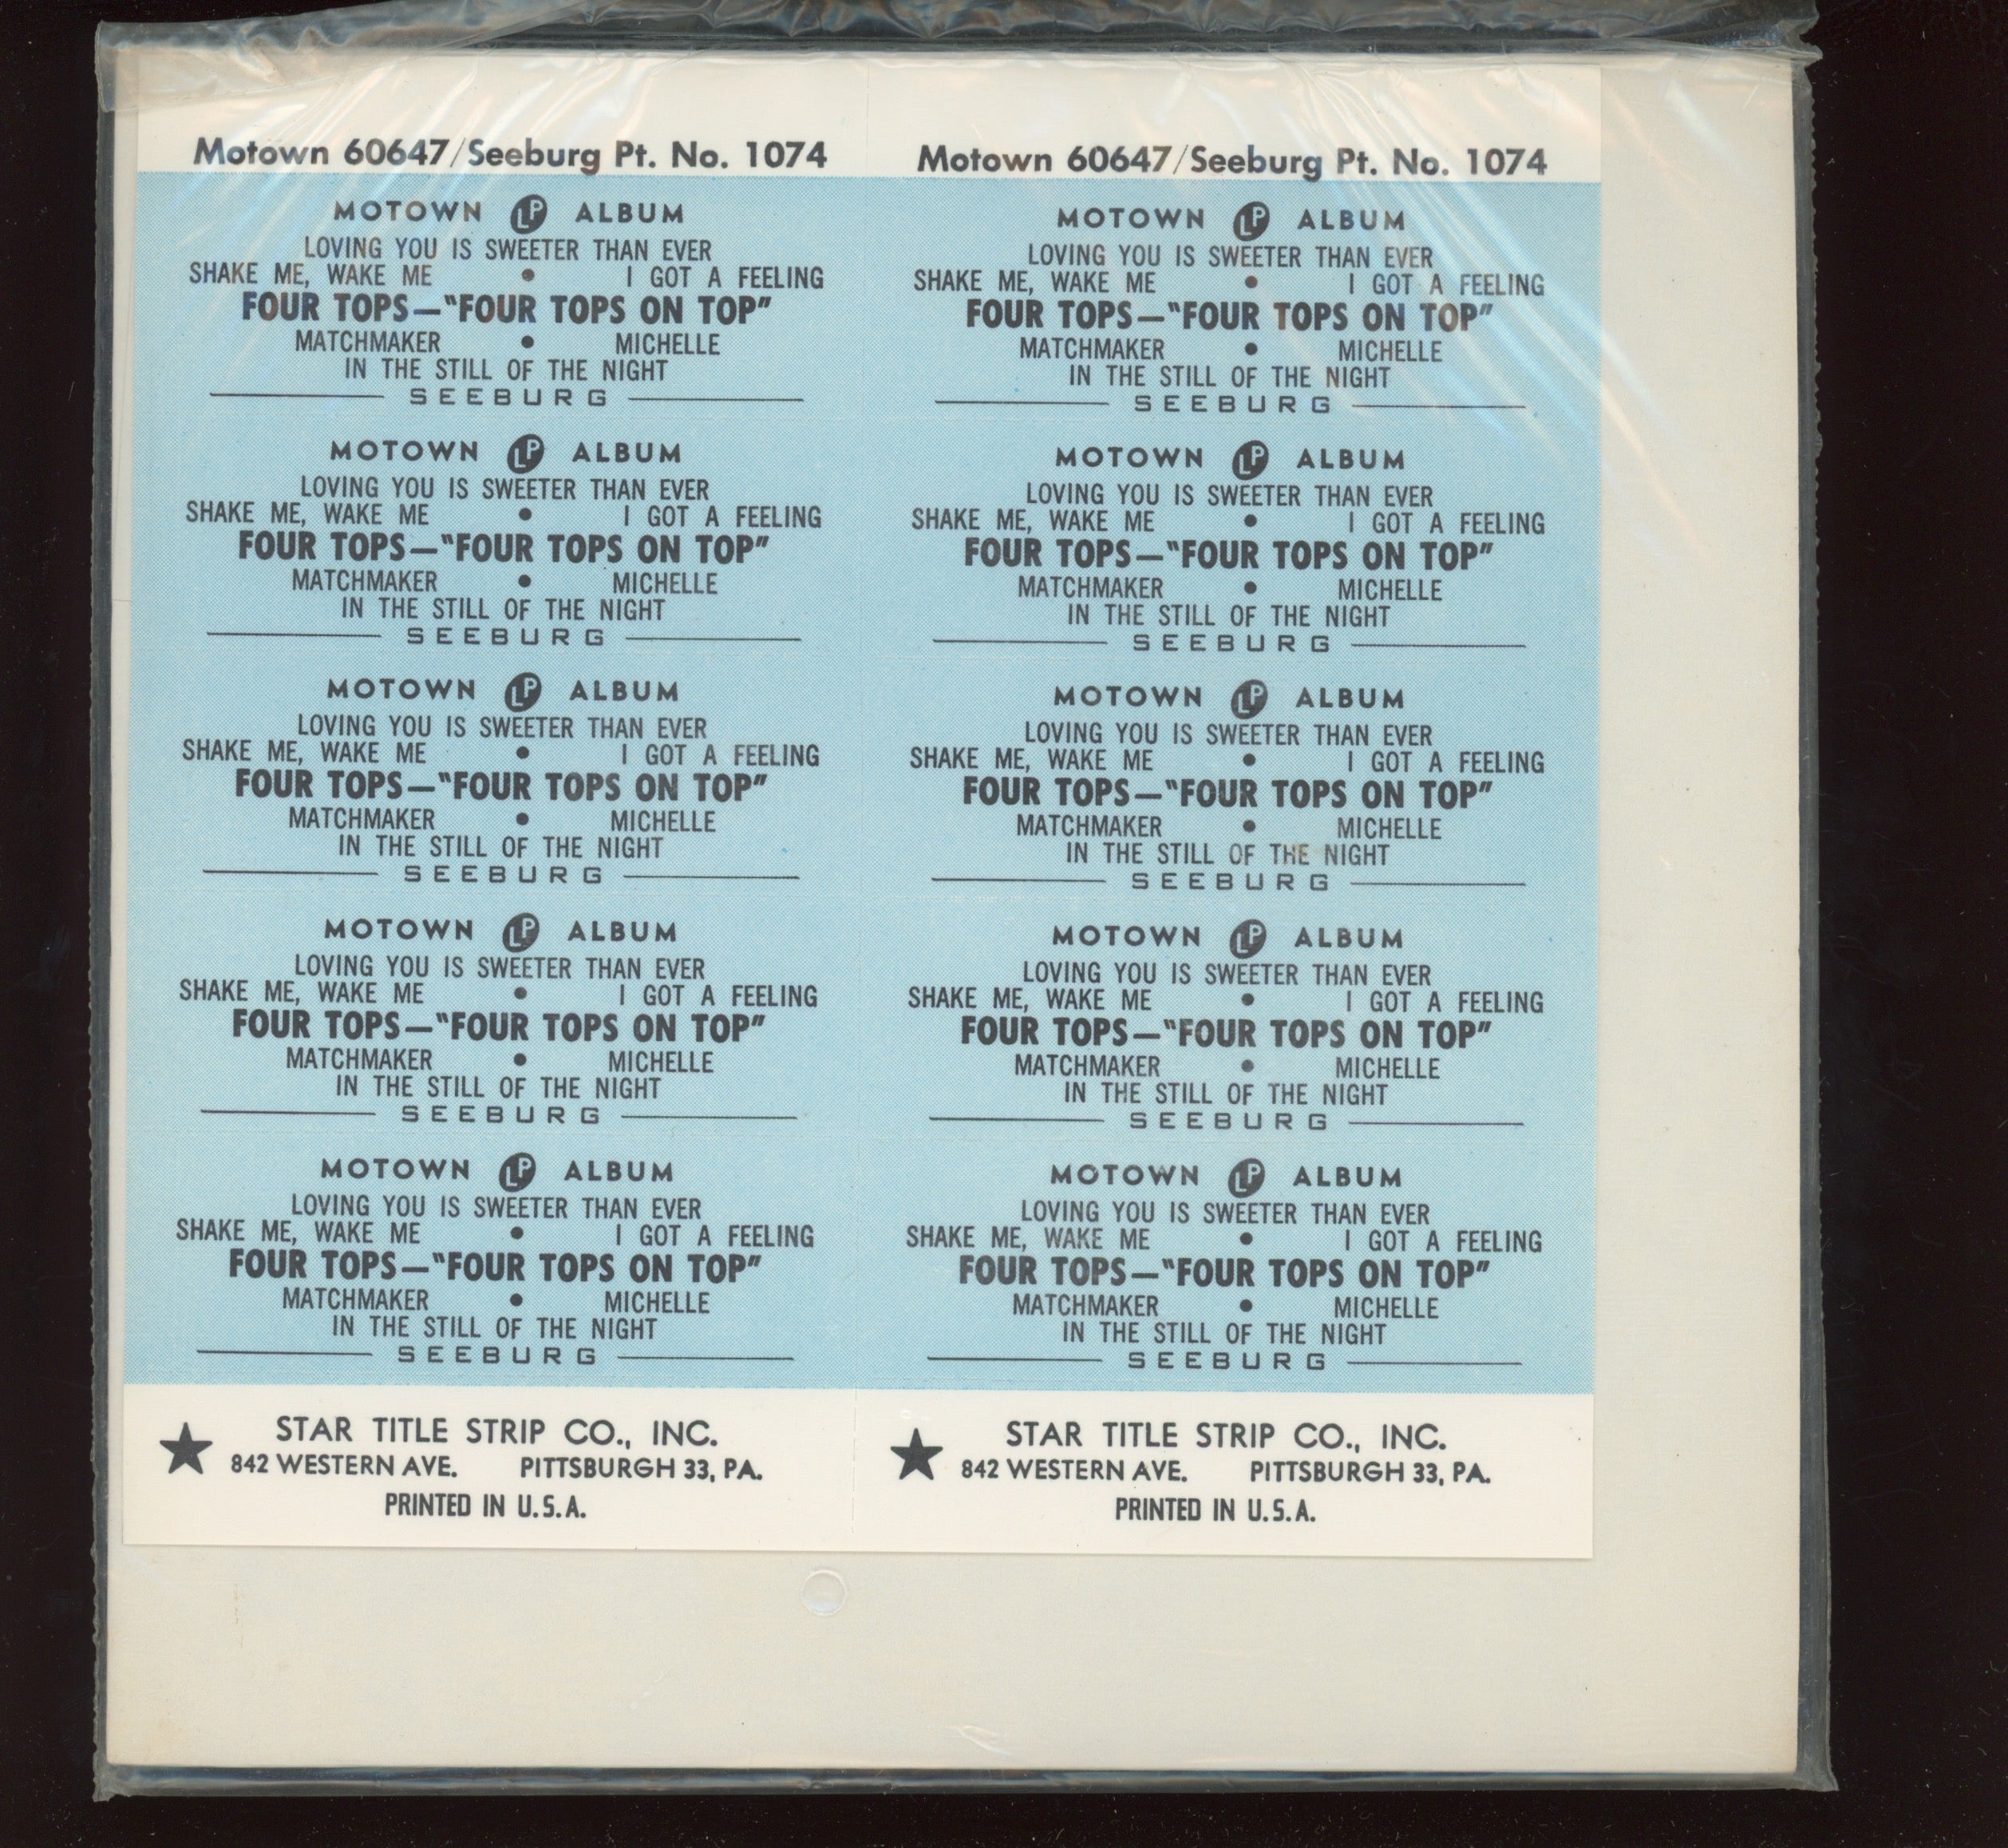 Motown 60647/Seeburg Pt. No. 1074
MOTOWN LP ALBUM
LOVING YOU IS SWEETER THAN EVER
SHAKE ME, WAKE ME • I GOT A FEELING
FOUR TOPS—"FOUR TOPS ON TOP"
MATCHMAKER • MICHELLE
IN THE STILL OF THE NIGHT
SEEBURG
MOTOWN LP ALBUM
LOVING YOU IS SWEETER THAN EVER
SHAKE ME, WAKE ME • I GOT A FEELING
FOUR TOPS—"FOUR TOPS ON TOP"
MATCHMAKER • MICHELLE
IN THE STILL OF THE NIGHT
SEEBURG
MOTOWN LP ALBUM
LOVING YOU IS SWEETER THAN EVER
SHAKE ME, WAKE ME • I GOT A FEELING
FOUR TOPS—"FOUR TOPS ON TOP"
MATCHMAKER • MICHELLE
IN THE STILL OF THE NIGHT
SEEBURG
MOTOWN LP ALBUM
LOVING YOU IS SWEETER THAN EVER
SHAKE ME, WAKE ME • I GOT A FEELING
FOUR TOPS—"FOUR TOPS ON TOP"
MATCHMAKER • MICHELLE
IN THE STILL OF THE NIGHT
SEEBURG
MOTOWN LP ALBUM
LOVING YOU IS SWEETER THAN EVER
SHAKE ME, WAKE ME • I GOT A FEELING
FOUR TOPS—"FOUR TOPS ON TOP"
MATCHMAKER • MICHELLE
IN THE STILL OF THE NIGHT
SEEBURG
★ STAR TITLE STRIP CO., INC.
842 WESTERN AVE. PITTSBURGH 33, PA.
PRINTED IN U.S.A.
Motown 60647/Seeburg Pt. No. 1074
MOTOWN LP ALBUM
LOVING YOU IS SWEETER THAN EVER
SHAKE ME, WAKE ME • I GOT A FEELING
FOUR TOPS—"FOUR TOPS ON TOP"
MATCHMAKER • MICHELLE
IN THE STILL OF THE NIGHT
SEEBURG
MOTOWN LP ALBUM
LOVING YOU IS SWEETER THAN EVER
SHAKE ME, WAKE ME • I GOT A FEELING
FOUR TOPS—"FOUR TOPS ON TOP"
MATCHMAKER • MICHELLE
IN THE STILL OF THE NIGHT
SEEBURG
MOTOWN LP ALBUM
LOVING YOU IS SWEETER THAN EVER
SHAKE ME, WAKE ME • I GOT A FEELING
FOUR TOPS—"FOUR TOPS ON TOP"
MATCHMAKER • MICHELLE
IN THE STILL OF THE NIGHT
SEEBURG
MOTOWN LP ALBUM
LOVING YOU IS SWEETER THAN EVER
SHAKE ME, WAKE ME • I GOT A FEELING
FOUR TOPS—"FOUR TOPS ON TOP"
MATCHMAKER • MICHELLE
IN THE STILL OF THE NIGHT
SEEBURG
MOTOWN LP ALBUM
LOVING YOU IS SWEETER THAN EVER
SHAKE ME, WAKE ME • I GOT A FEELING
FOUR TOPS—"FOUR TOPS ON TOP"
MATCHMAKER • MICHELLE
IN THE STILL OF THE NIGHT
SEEBURG
★ STAR TITLE STRIP CO., INC.
842 WESTERN AVE. PITTSBURGH 33, PA.
PRINTED IN U.S.A.